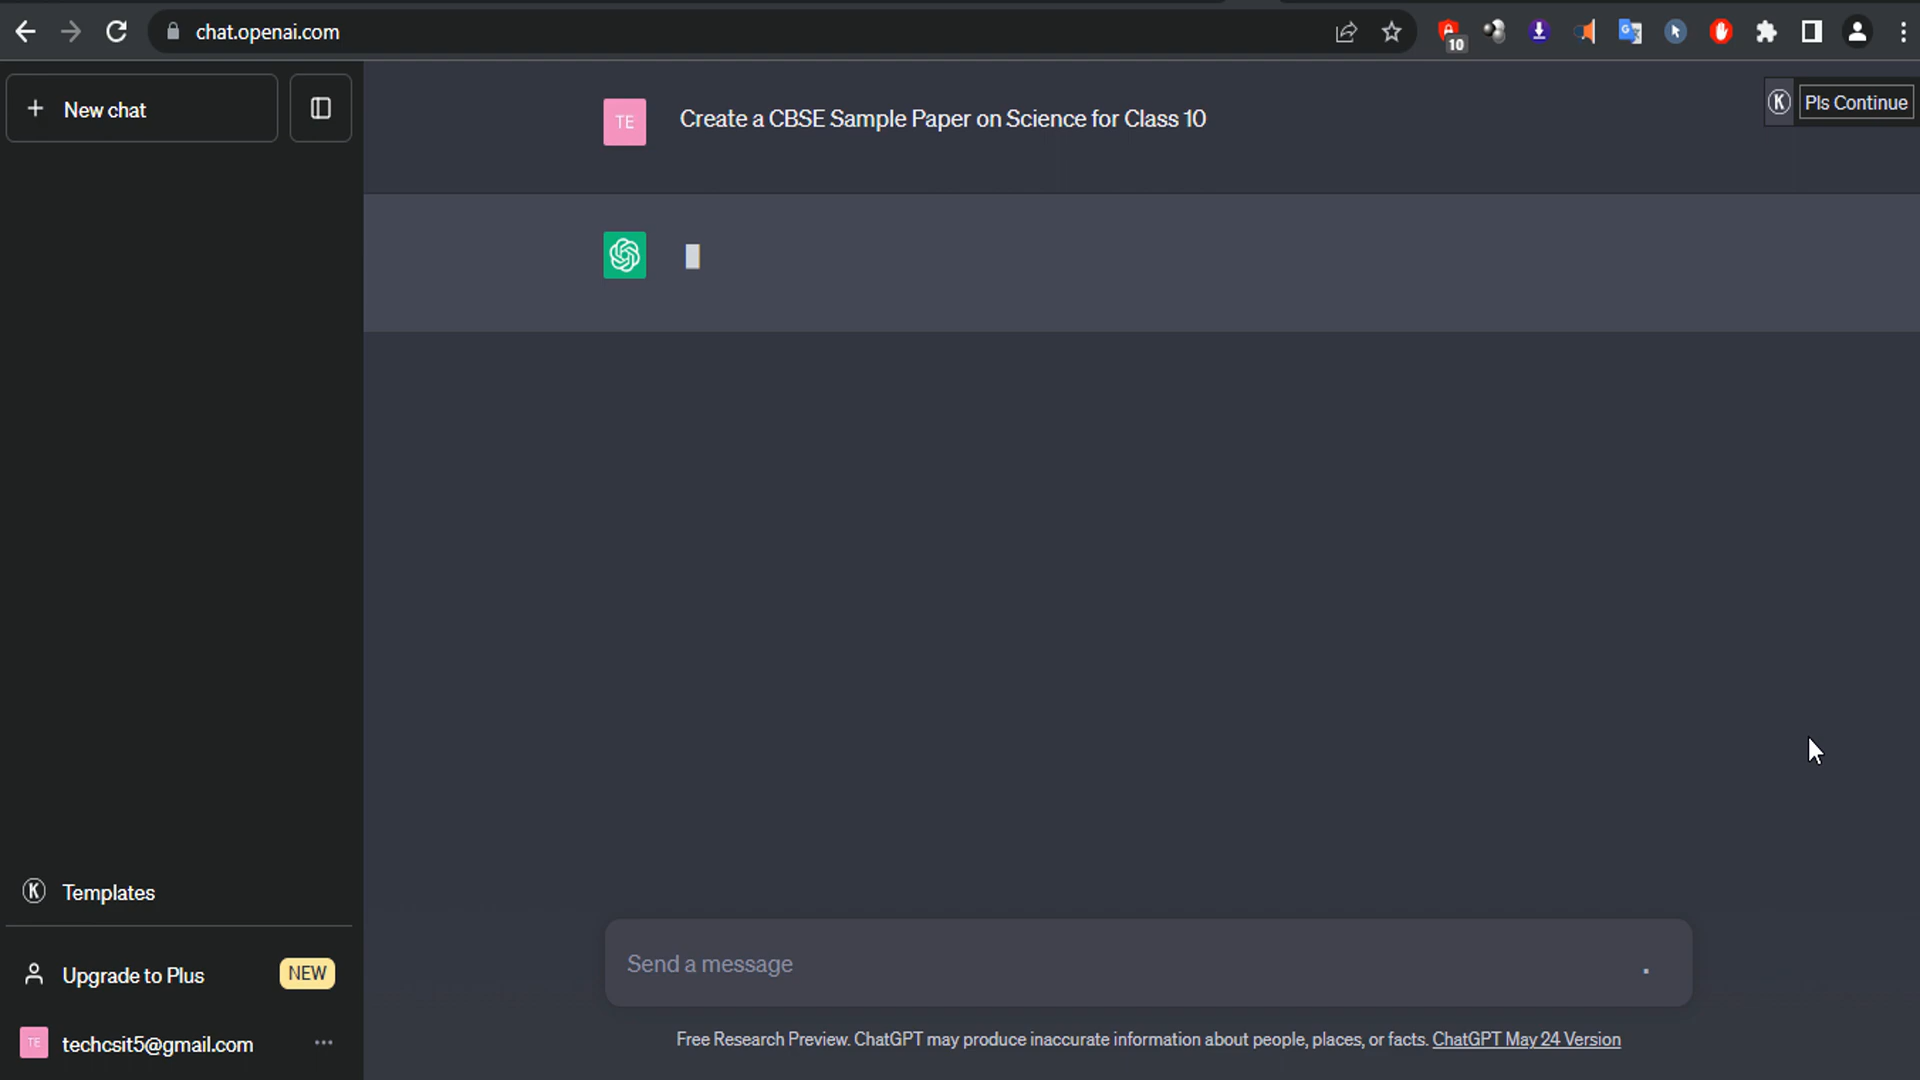 chat.openai.com
10
New chat
TE
Create a CBSE Sample Paper on Science for Class 10
K
Pls Continue
K
Templates
Upgrade to Plus
NEW
TE
techcsit5@gmail.com
Send a message
Free Research Preview. ChatGPT may produce inaccurate information about people, places, or facts. ChatGPT May 24 Version